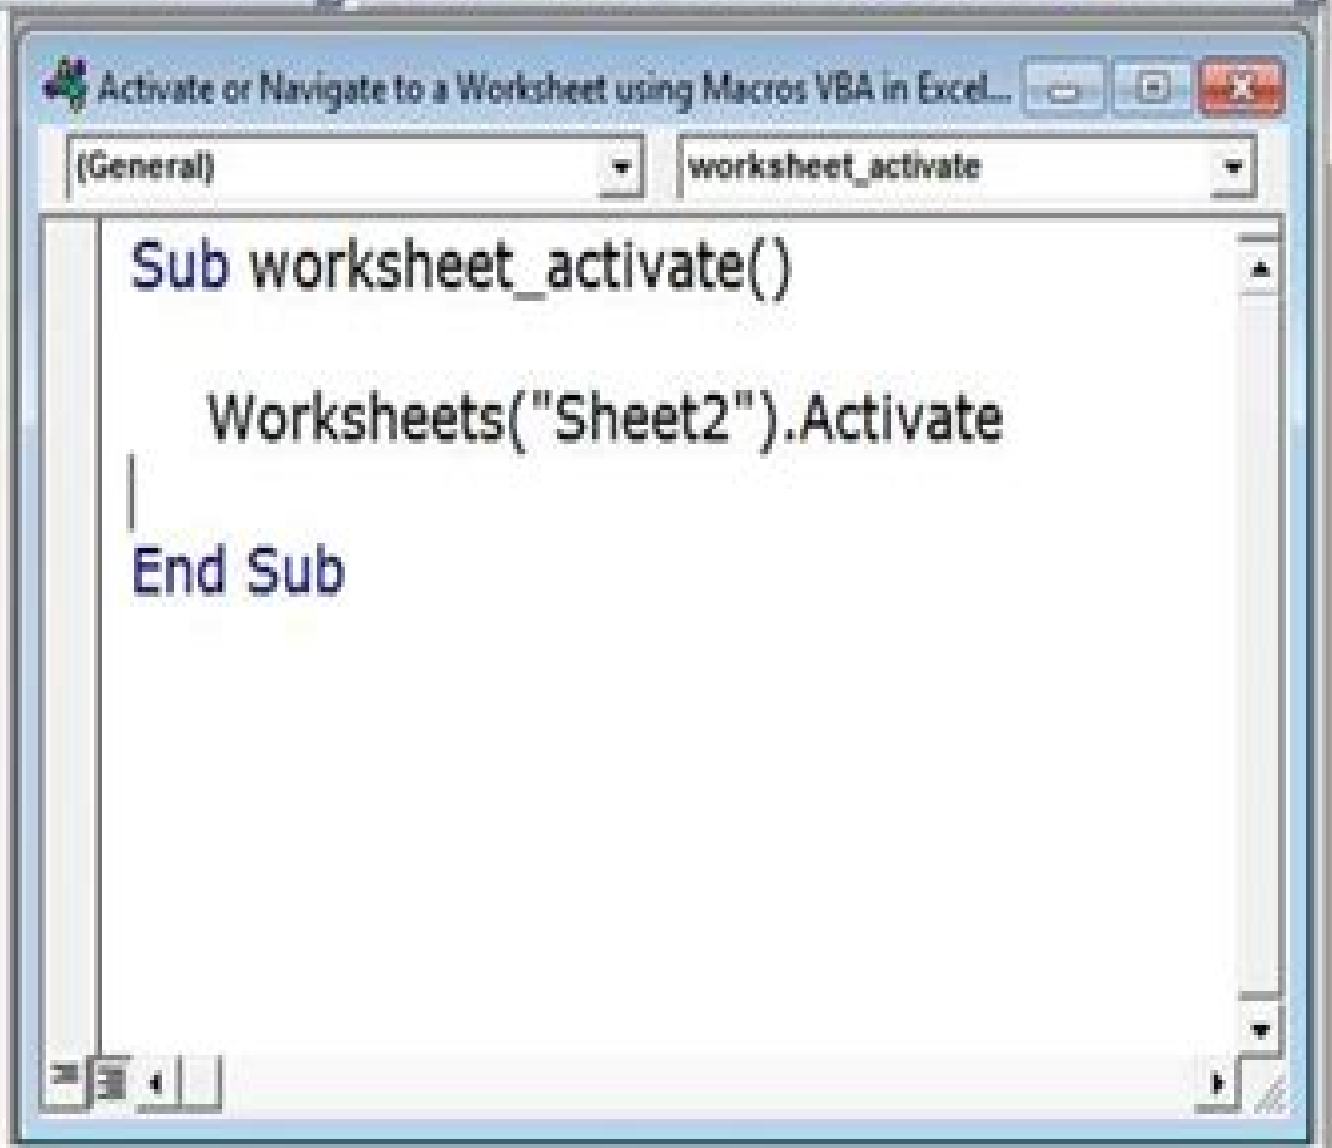 Activate or Navigate to a Worksheet using Macros VBA in Excel...
(General) worksheet_activate
Sub worksheet_activate()
Worksheets("Sheet2").Activate
End Sub